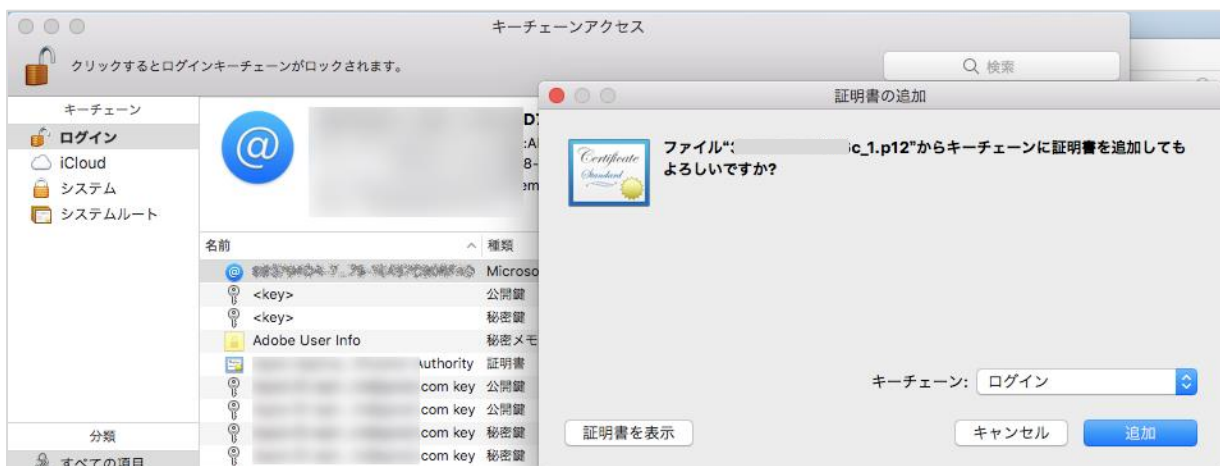 キーチェーンアクセス
クリックするとログインキーチェーンがロックされます。
検索
キーチェーン
ログイン
iCloud
システム
システムルート
名前
種類
Microso
<key>
公開鍵
<key>
秘密鍵
Adobe User Info
秘密メモ
uthority
証明書
com key
公開鍵
com key
公開鍵
com key
秘密鍵
com key
秘密鍵
分類
すべての項目
証明書の追加
Certificate
Standard
ファイル“3 c_1.p12”からキーチェーンに証明書を追加しても
よろしいですか?
キーチェーン: ログイン
証明書を表示
キャンセル
追加